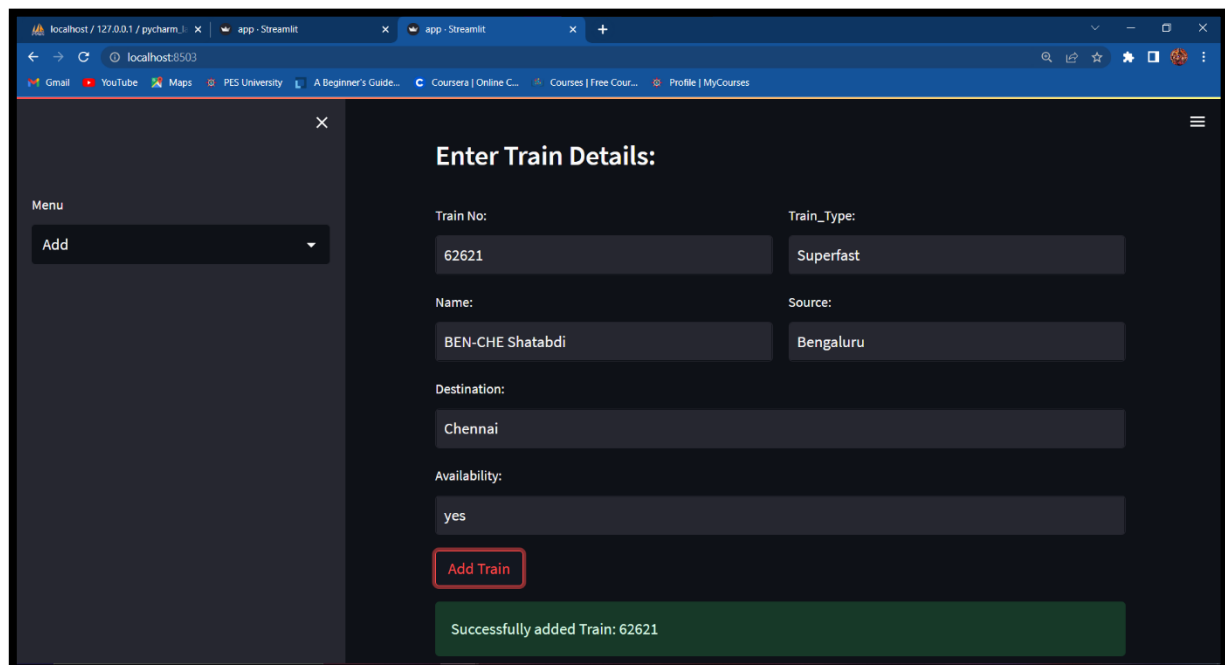 localhost / 127.0.0.1 / pycharm_l
app · Streamlit
app · Streamlit
localhost:8503
Gmail YouTube Maps PES University A Beginner's Guide... Coursera | Online C... Courses | Free Cour... Profile | MyCourses
Enter Train Details:
Menu
Add
Train No: Train_Type:
62621 Superfast
Name: Source:
BEN-CHE Shatabdi Bengaluru
Destination:
Chennai
Availability:
yes
Add Train
Successfully added Train: 62621